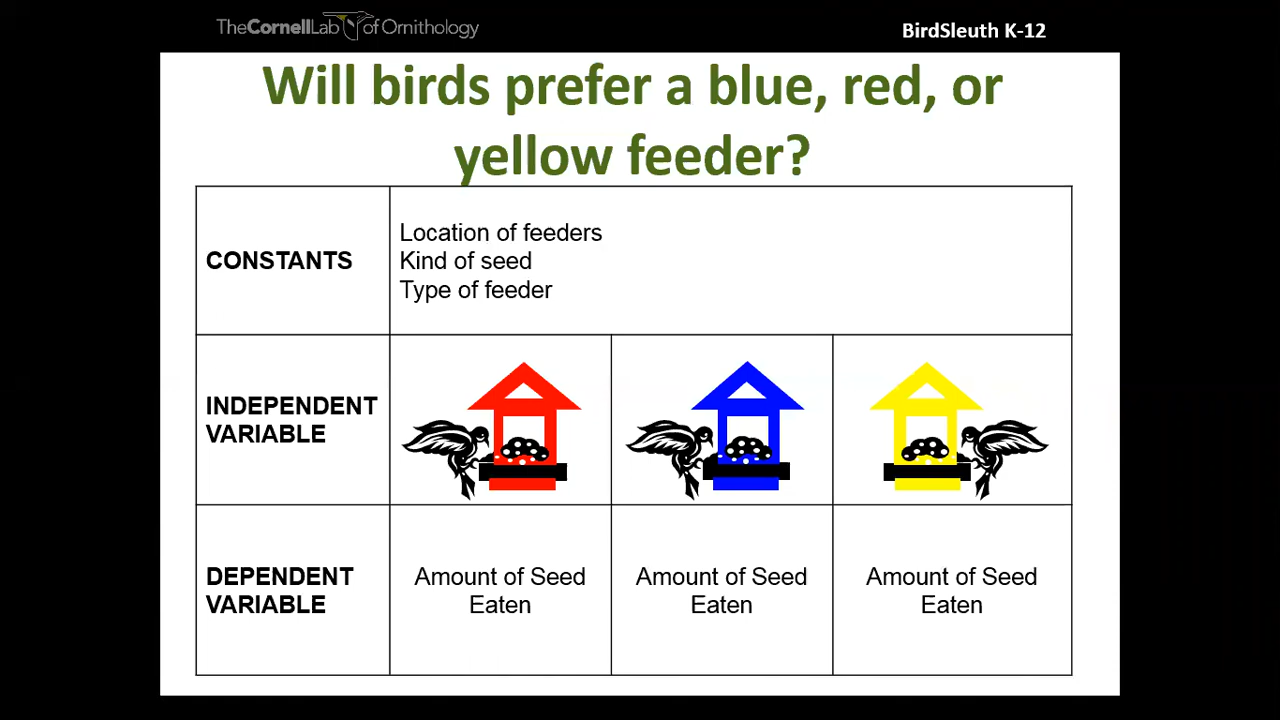 TheCornellLab of Ornithology
BirdSleuth K-12
Will birds prefer a blue, red, or
yellow feeder?
CONSTANTS
Location of feeders
Kind of seed
Type of feeder
INDEPENDENT
VARIABLE
DEPENDENT
VARIABLE
Amount of Seed
Eaten
Amount of Seed
Eaten
Amount of Seed
Eaten